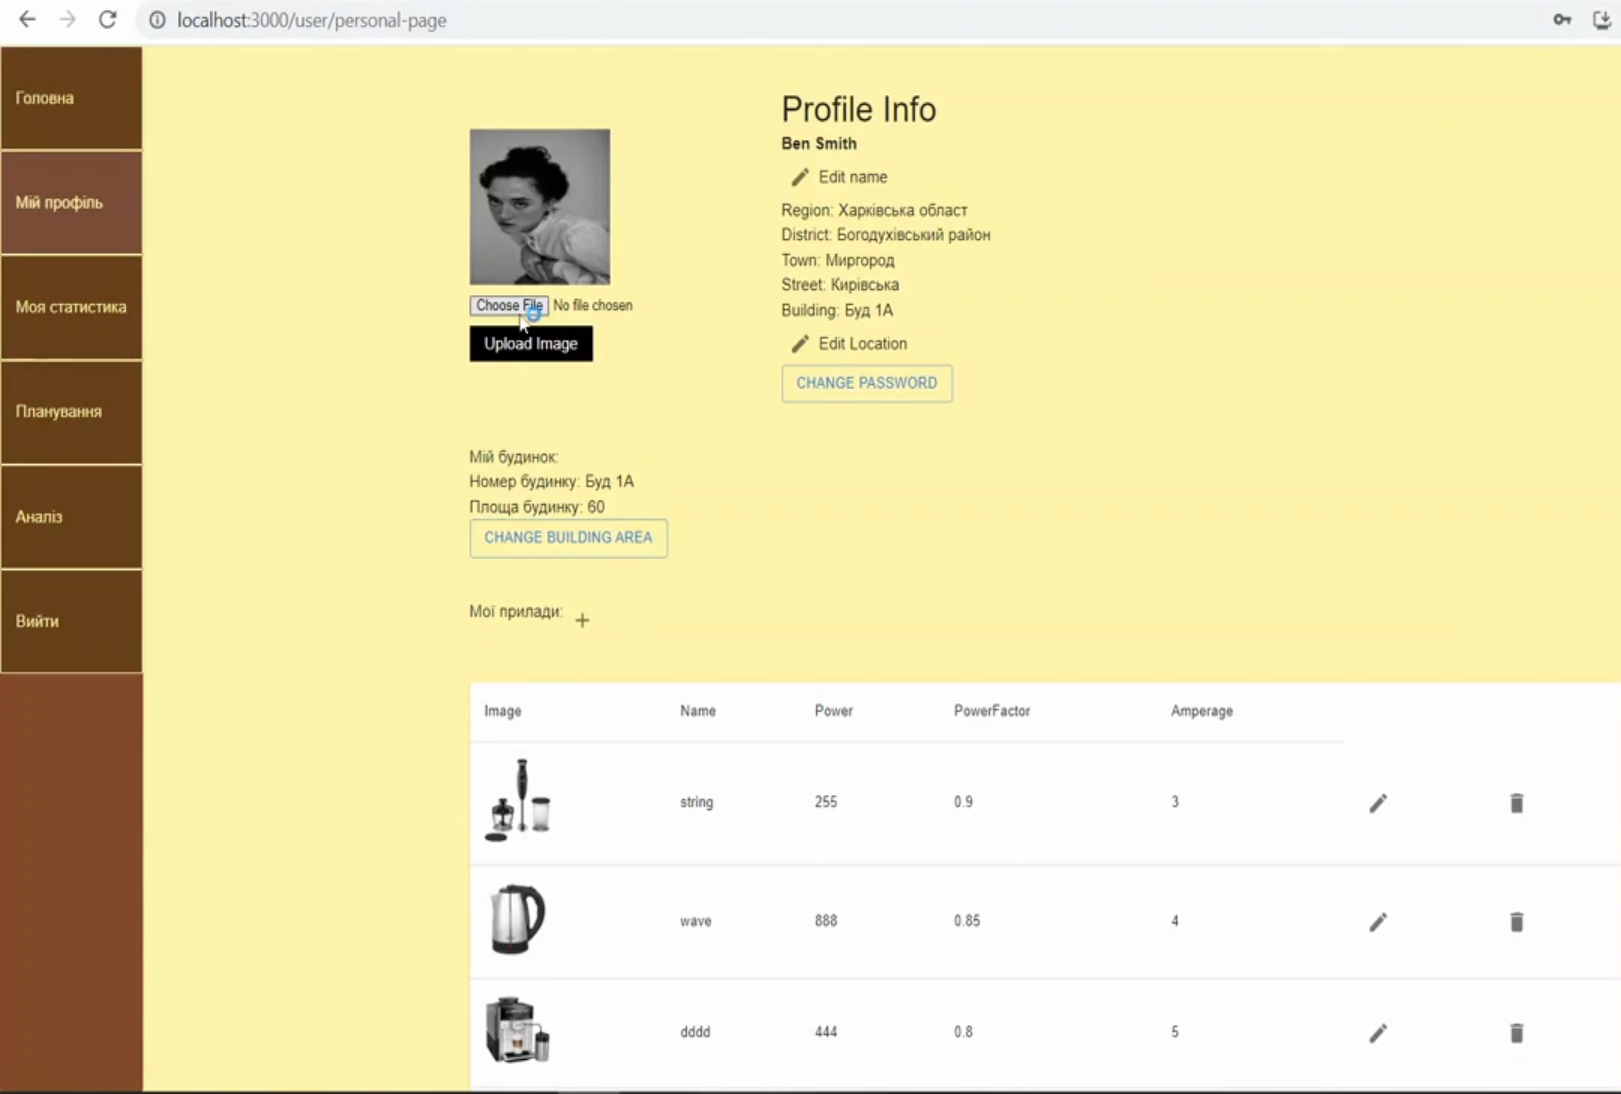 localhost:3000/user/personal-page
Головна
Мій профіль
Моя статистика
Планування
Аналіз
Вийти
Choose File No file chosen
Upload Image
Profile Info
Ben Smith
Edit name
Region: Харківська област
District: Богодухівський район
Town: Миргород
Street: Кирівська
Building: Буд 1А
Edit Location
CHANGE PASSWORD
Мій будинок:
Номер будинку: Буд 1А
Площа будинку: 60
CHANGE BUILDING AREA
Мої прилади: +
Image Name Power PowerFactor Amperage
string 255 0.9 3
wave 888 0.85 4
dddd 444 0.8 5